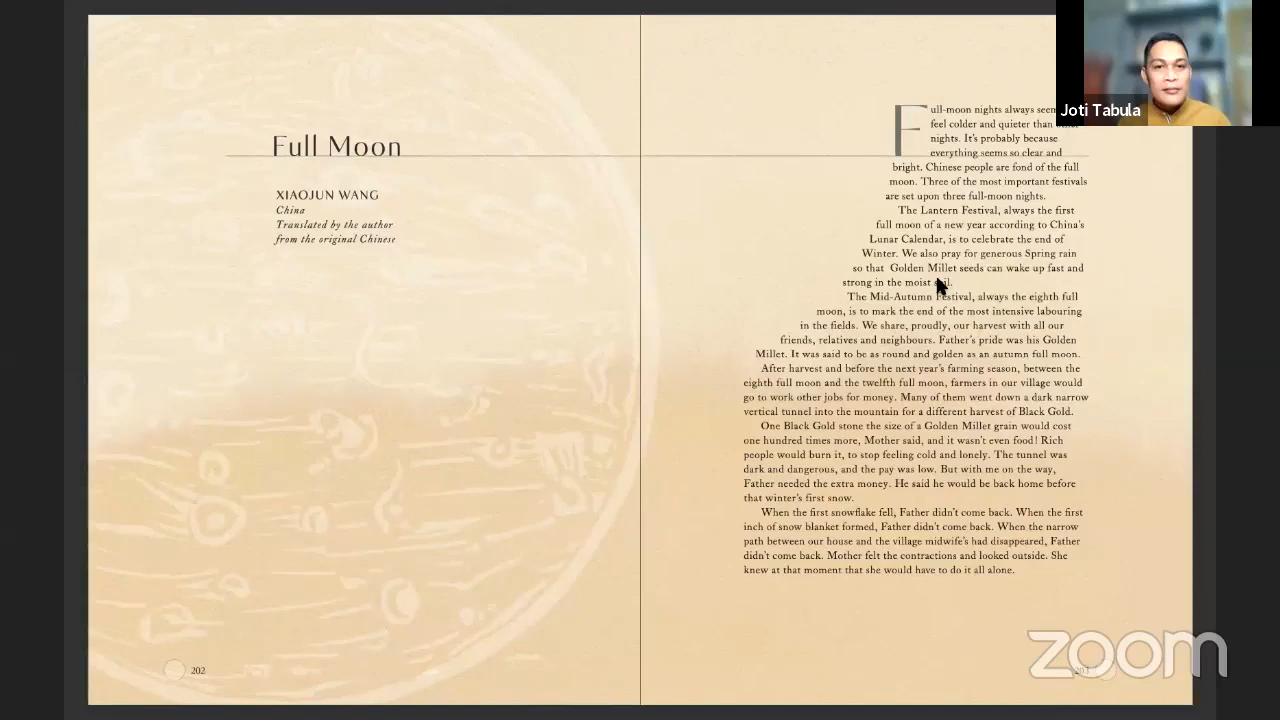 Full Moon
XIAOJUN WANG
China
Translated by the author
from the original Chinese
202
Full-moon nights always
feel colder and quieter than
nights. It's probably because
everything seems so clear and
bright. Chinese people are fond of the full
moon. Three of the most important festivals
are set upon three full-moon nights.
The Lantern Festival, always the first
full moon of a new year according to China's
Lunar Calendar, is to celebrate the end of
Winter. We also pray for generous Spring rain
so that Golden Millet seeds can wake up fast and
strong in the moist
The Mid-Autumn Festival, always the eighth full
moon, is to mark the end of the most intensive labouring
in the fields. We share, proudly, our harvest with all our
friends, relatives and neighbours. Father's pride was his Golden
Millet. It was said to be as round and golden as an autumn full moon.
After harvest and before the next year's farming season, between the
eighth full moon and the twelfth full moon, farmers in our village would
go to work other jobs for money. Many of them went down a dark narrow
vertical tunnel into the mountain for a different harvest of Black Gold.
One Black Gold stone the size of a Golden Millet grain would cost
one hundred times more, Mother said, and it wasn't even food! Rich
people would burn it, to stop feeling cold and lonely. The tunnel was
dark and dangerous, and the pay was low. But with me on the way,
Father needed the extra money. He said he would be back home before
that winter's first snow.
When the first snowflake fell, Father didn't come back. When the first
inch of snow blanket formed, Father didn't come back. When the narrow
path between our house and the village midwife's had disappeared, Father
didn't come back. Mother felt the contractions and looked outside. She
knew at that moment that she would have to do it all alone.
203
Joti Tabula
zoom